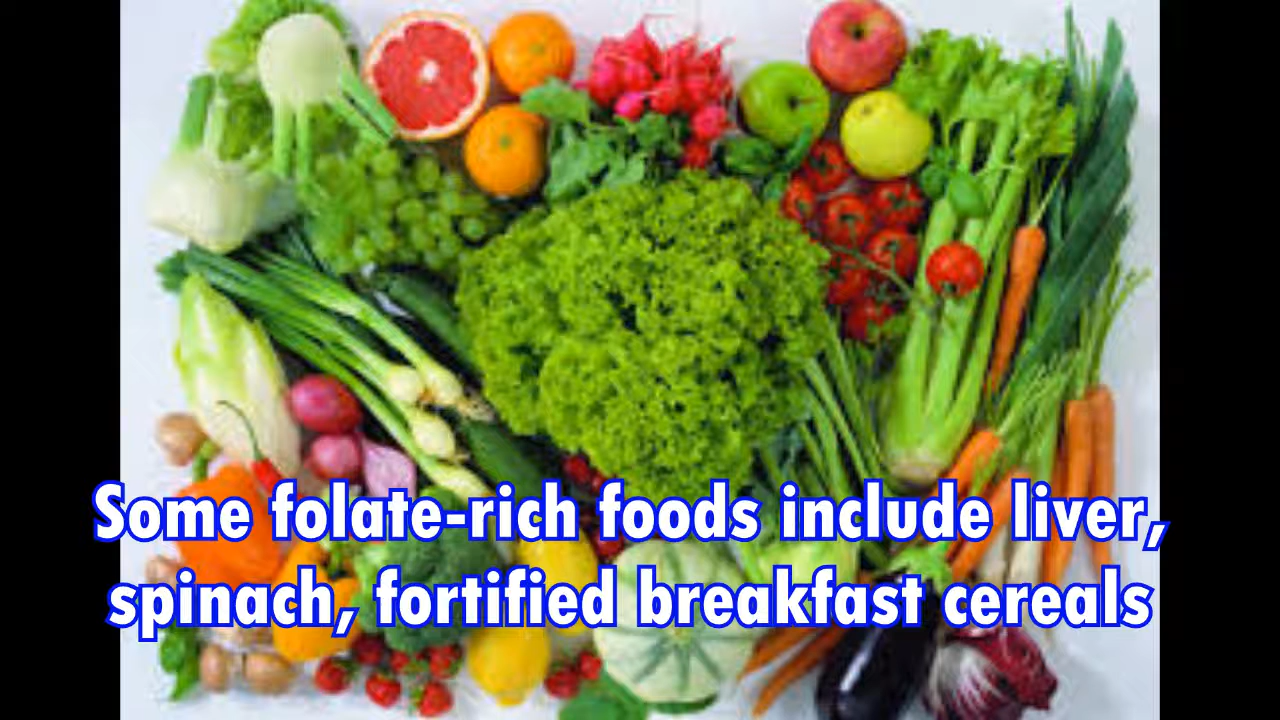 Some folate-rich foods include liver,
spinach, fortified breakfast cereals